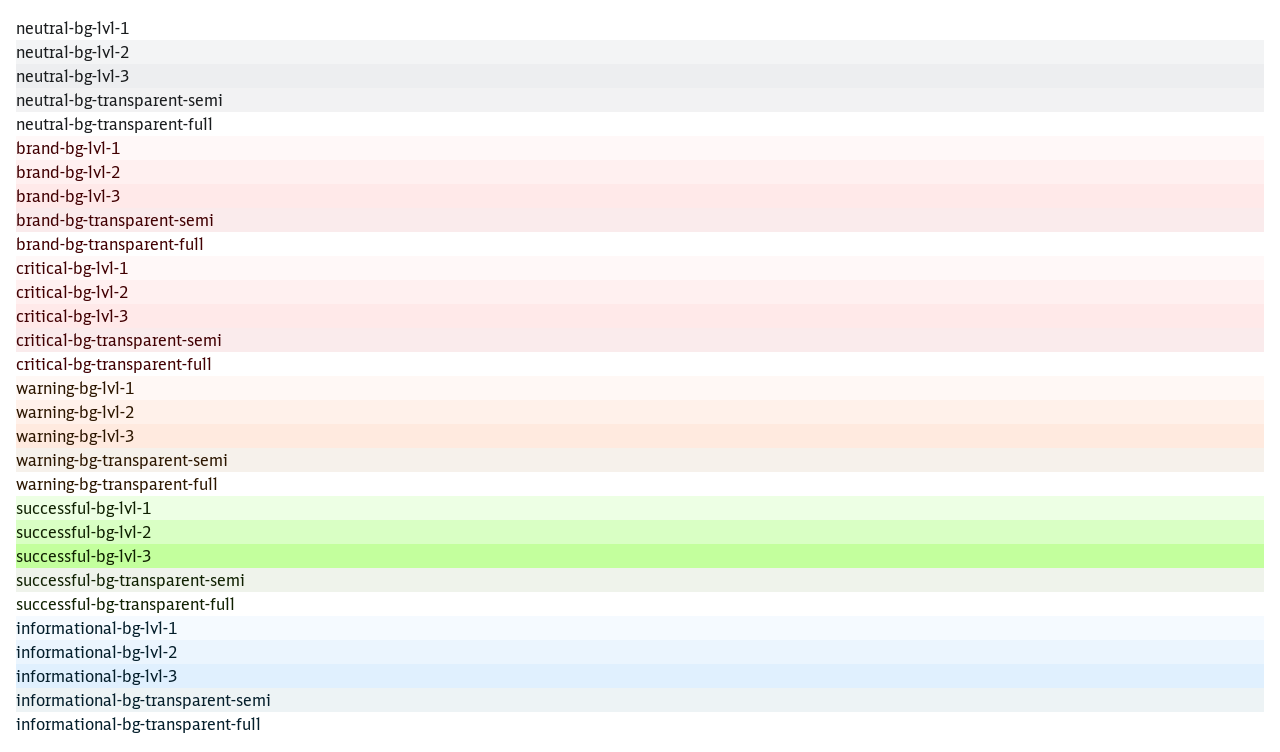 neutral-bg-lvl-1
neutral-bg-lvl-2
neutral-bg-lvl-3
neutral-bg-transparent-semi
neutral-bg-transparent-full
brand-bg-lvl-1
brand-bg-lvl-2
brand-bg-lvl-3
brand-bg-transparent-semi
brand-bg-transparent-full
critical-bg-lvl-1
critical-bg-lvl-2
critical-bg-lvl-3
critical-bg-transparent-semi
critical-bg-transparent-full
warning-bg-lvl-1
warning-bg-lvl-2
warning-bg-lvl-3
warning-bg-transparent-semi
warning-bg-transparent-full
successful-bg-lvl-1
successful-bg-lvl-2
successful-bg-lvl-3
successful-bg-transparent-semi
successful-bg-transparent-full
informational-bg-lvl-1
informational-bg-lvl-2
informational-bg-lvl-3
informational-bg-transparent-semi
informational-bg-transparent-full